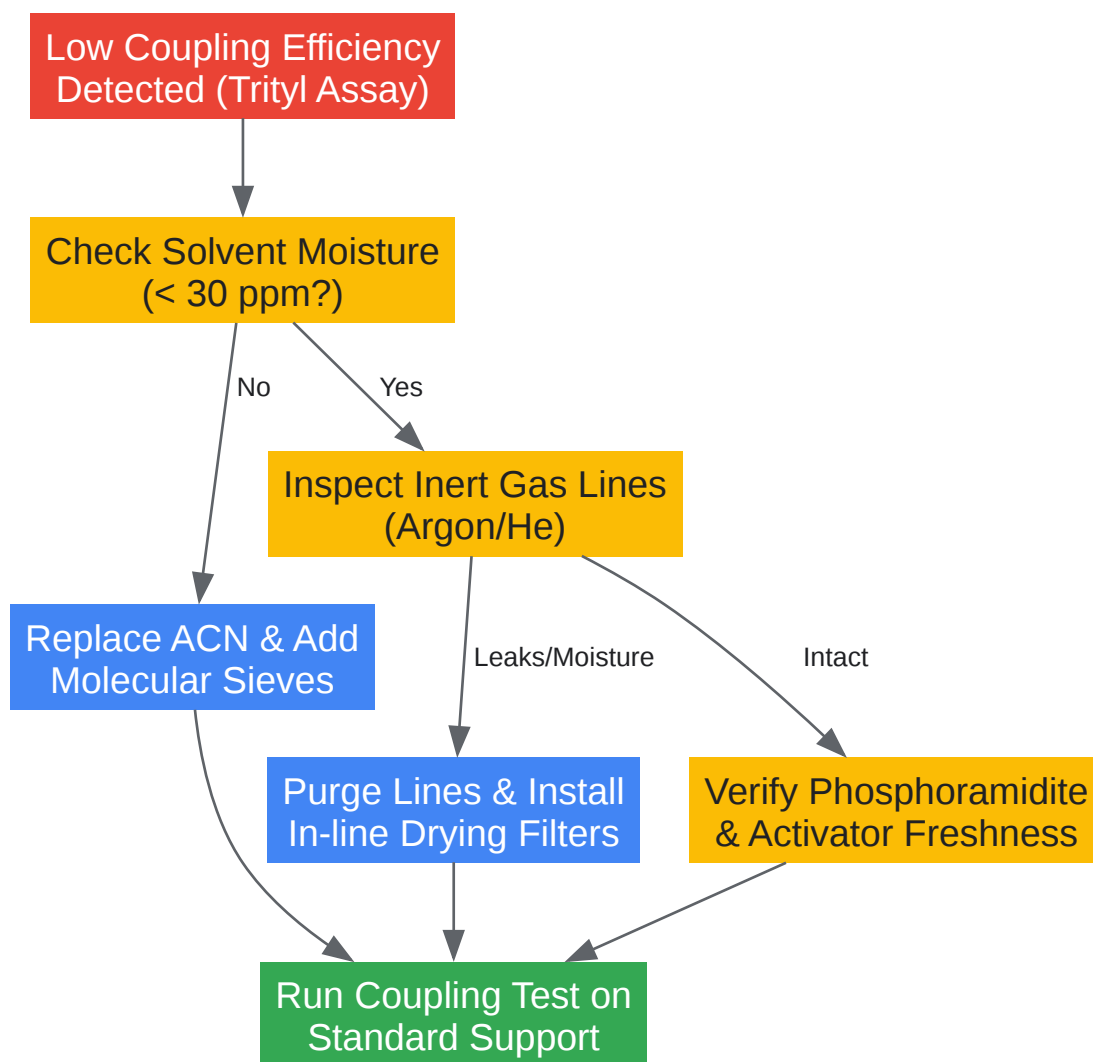 Low Coupling Efficiency
Detected (Trityl Assay)
Check Solvent Moisture
(< 30 ppm?)
No
Yes
Inspect Inert Gas Lines
(Argon/He)
Replace ACN & Add
Molecular Sieves
Leaks/Moisture
Intact
Purge Lines & Install
In-line Drying Filters
Verify Phosphoramidite
& Activator Freshness
Run Coupling Test on
Standard Support